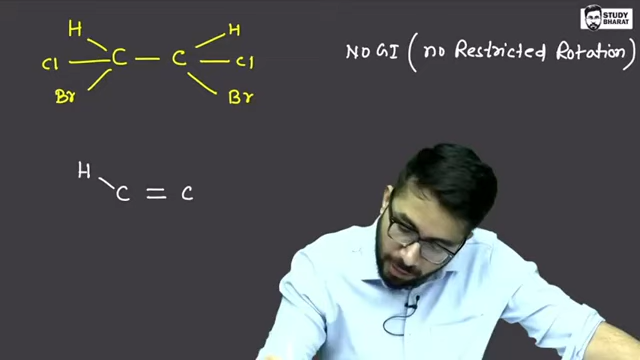 STUDY
BHARAT
H H
Cl C — C — Cl
Br Br
NO GI ( no Restricted Rotation )
H
C = C